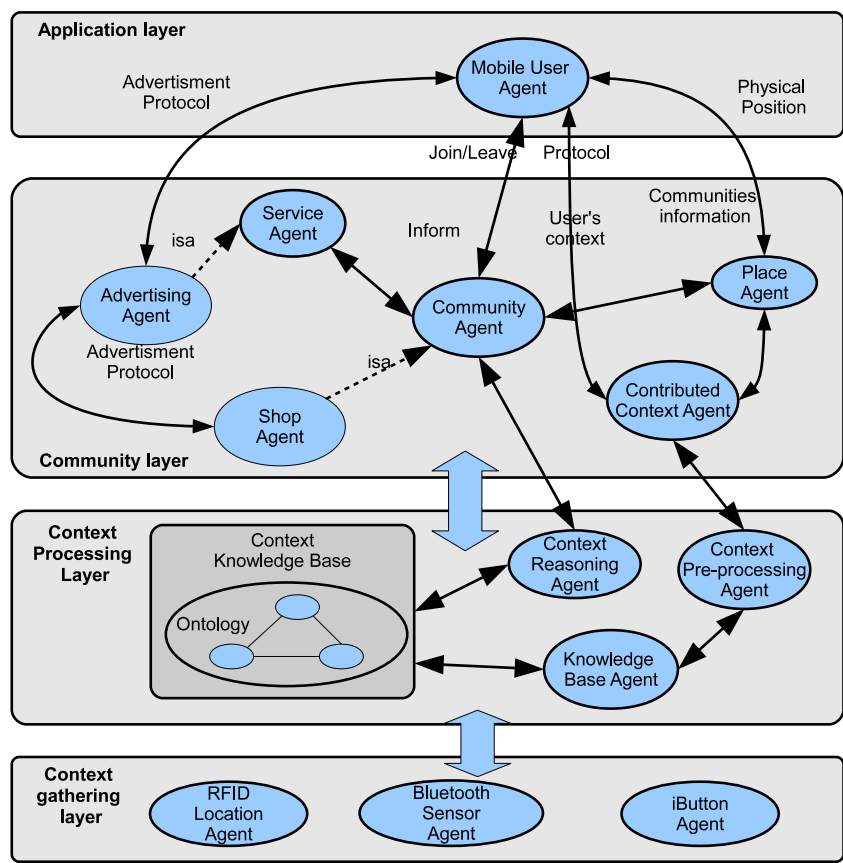 Application layer
Mobile User
Agent
Advertisment
Protocol
Physical
Position
Join/Leave
Protocol
Service
Agent
isa
Inform
User's
context
Communities
information
Advertising
Agent
Advertisment
Protocol
Community
Agent
Place
Agent
isa
Shop
Agent
Contributed
Context Agent
Community layer
Context
Processing
Layer
Context
Knowledge Base
Ontology
Context
Reasoning
Agent
Context
Pre-processing
Agent
Knowledge
Base Agent
Context
gathering
layer
RFID
Location
Agent
Bluetooth
Sensor
Agent
iButton
Agent